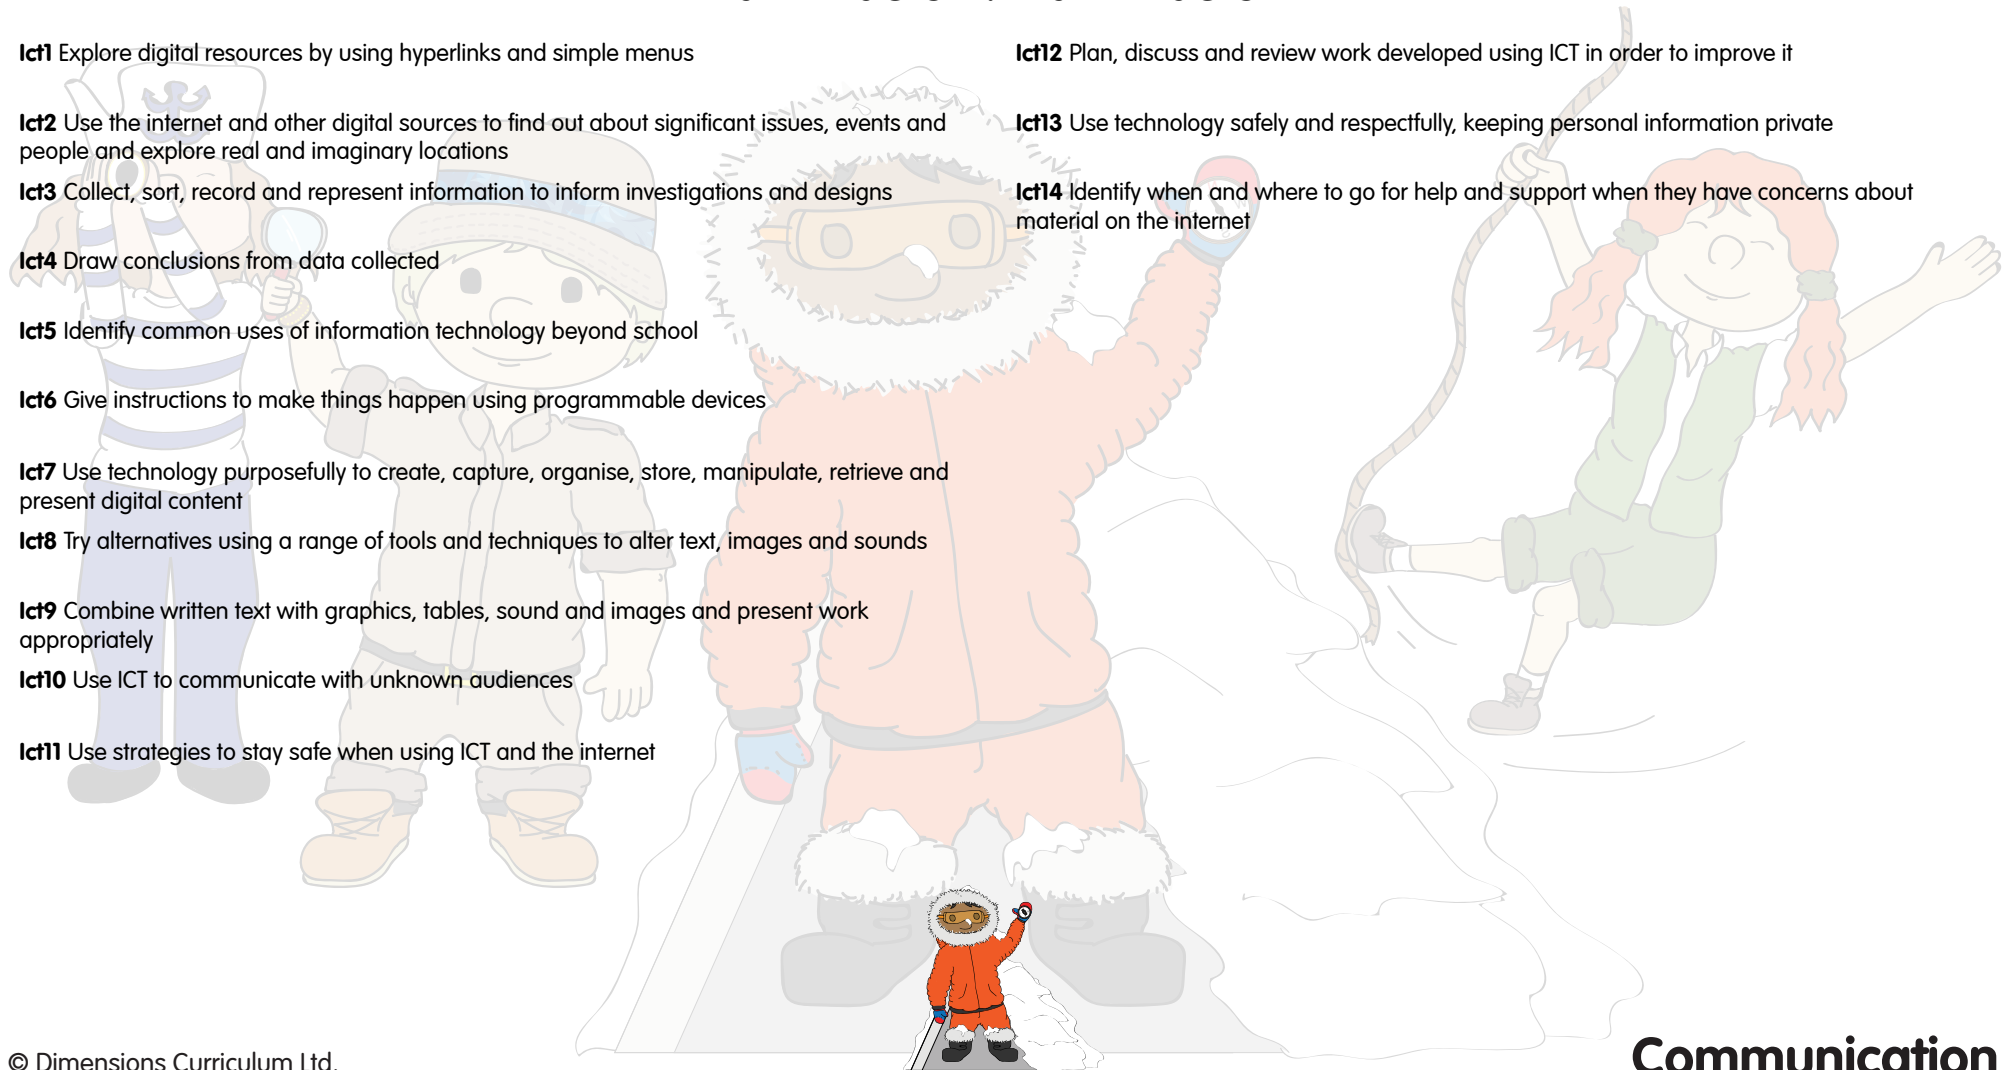 Ict1 Explore digital resources by using hyperlinks and simple menus
Ict2 Use the internet and other digital sources to find out about significant issues, events and
people and explore real and imaginary locations
Ict3 Collect, sort, record and represent information to inform investigations and designs
Ict4 Draw conclusions from data collected
Ict5 Identify common uses of information technology beyond school
Ict6 Give instructions to make things happen using programmable devices
Ict7 Use technology purposefully to create, capture, organise, store, manipulate, retrieve and
present digital content
Ict8 Try alternatives using a range of tools and techniques to alter text, images and sounds
Ict9 Combine written text with graphics, tables, sound and images and present work
appropriately
Ict10 Use ICT to communicate with unknown audiences
Ict11 Use strategies to stay safe when using ICT and the internet
Ict12 Plan, discuss and review work developed using ICT in order to improve it
Ict13 Use technology safely and respectfully, keeping personal information private
Ict14 Identify when and where to go for help and support when they have concerns about
material on the internet
© Dimensions Curriculum Ltd.
Communication